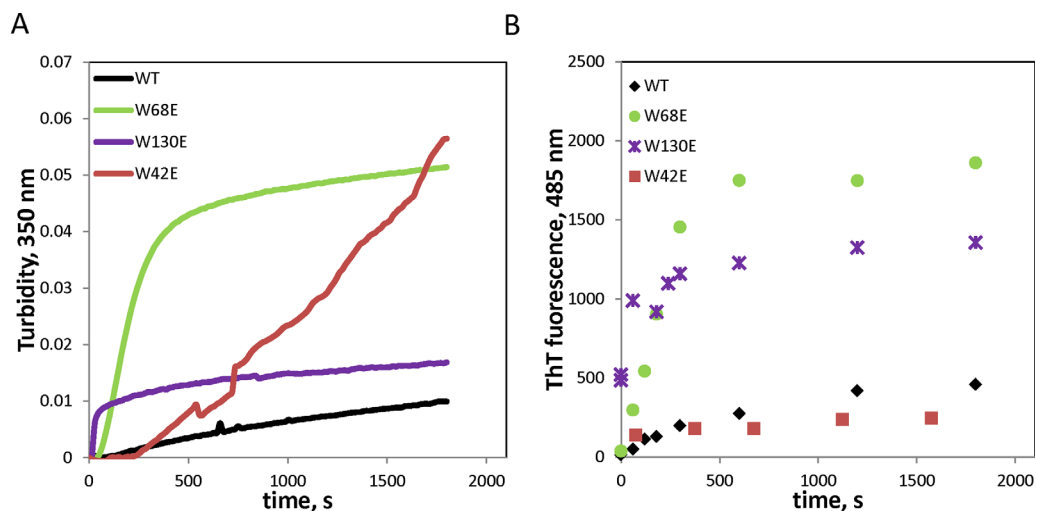 A
Turbidity, 350 nm
0.07
0.06
0.05
0.04
0.03
0.02
0.01
0
WT
W68E
W130E
W42E
0
500
1000
1500
2000
time, s
B
ThT fuorescence, 485 nm
2500
2000
1500
1000
500
0
WT
W68E
W130E
W42E
0
500
1000
1500
2000
time, s